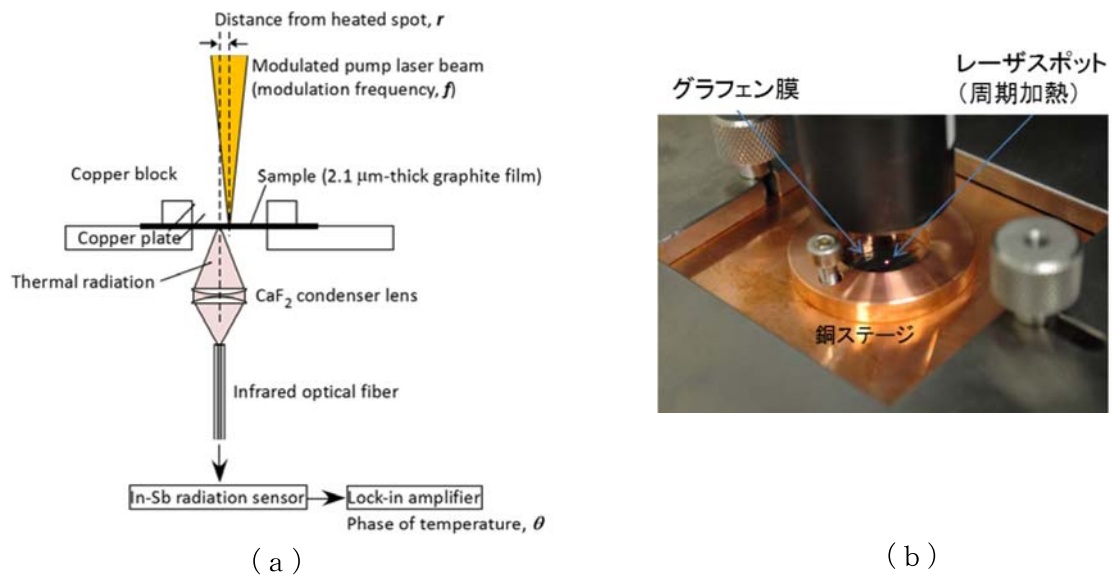 Distance from heated spot, r
Modulated pump laser beam
(modulation frequency, f)
Copper block
Sample (2.1 μm-thick graphite film)
Copper plate
Thermal radiation
CaF₂ condenser lens
Infrared optical fiber
In-Sb radiation sensor
Lock-in amplifier
Phase of temperature, θ
(a)
グラフェン膜
レーザスポット
(周期加熱)
銅ステージ
(b)